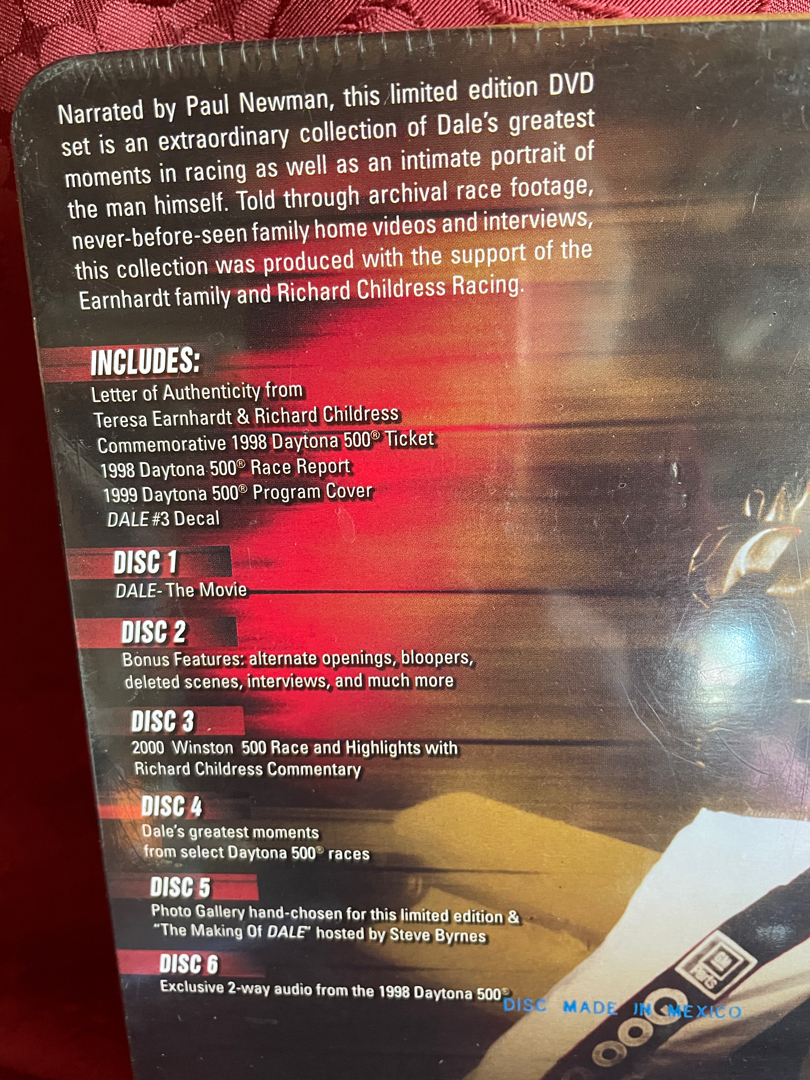 Narrated by Paul Newman, this limited edition DVD
set is an extraordinary collection of Dale's greatest
moments in racing as well as an intimate portrait of
the man himself. Told through archival race footage,
never-before-seen family home videos and interviews,
this collection was produced with the support of the
Earnhardt family and Richard Childress Racing.
INCLUDES:
Letter of Authenticity from
Teresa Earnhardt & Richard Childress
Commemorative 1998 Daytona 500® Ticket
1998 Daytona 500® Race Report
1999 Daytona 500® Program Cover
DALE #3 Decal
DISC 1
DALE- The Movie
DISC 2
Bonus Features: alternate openings, bloopers,
deleted scenes, interviews, and much more
DISC 3
2000 Winston 500 Race and Highlights with
Richard Childress Commentary
DISC 4
Dale's greatest moments
from select Daytona 500® races
DISC 5
Photo Gallery hand-chosen for this limited edition &
"The Making Of DALE" hosted by Steve Byrnes
DISC 6
Exclusive 2-way audio from the 1998 Daytona 500®
DISC MADE IN MEXICO
GM